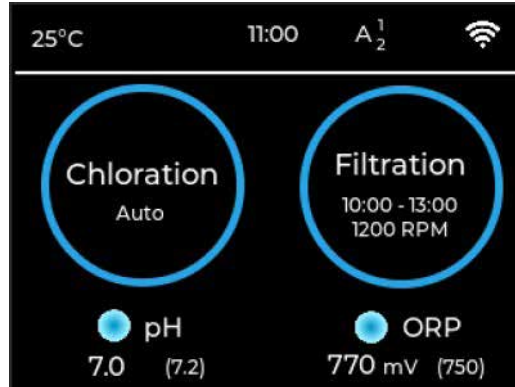 25°C 11:00 A 1 2
Chloration
Auto
Filtration
10:00 - 13:00
1200 RPM
pH
7.0 (7.2)
ORP
770 mV (750)